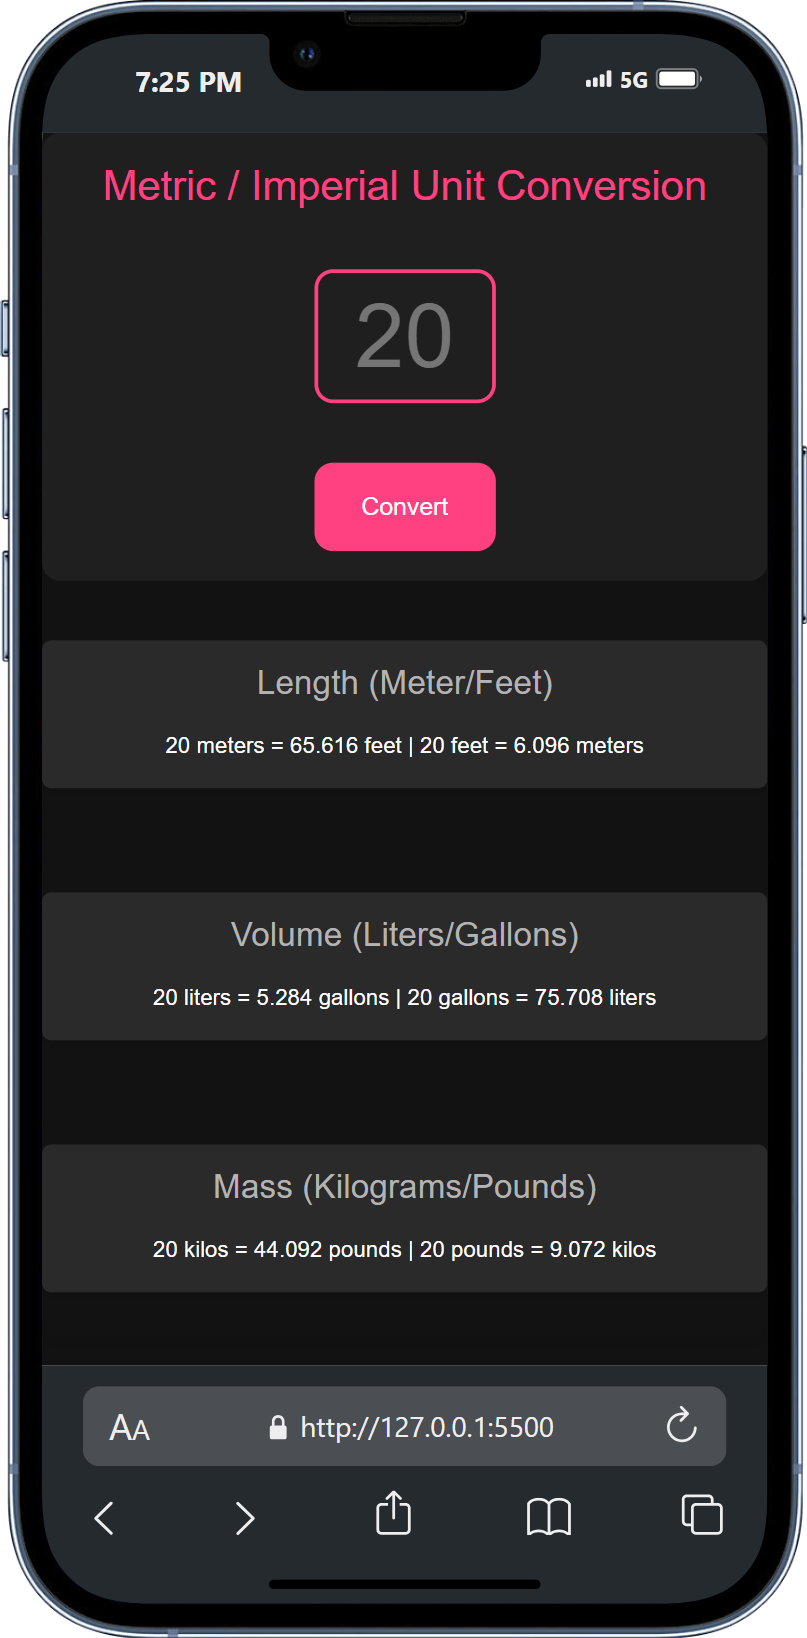 7:25 PM
5G
Metric / Imperial Unit Conversion
20
Convert
Length (Meter/Feet)
20 meters = 65.616 feet | 20 feet = 6.096 meters
Volume (Liters/Gallons)
20 liters = 5.284 gallons | 20 gallons = 75.708 liters
Mass (Kilograms/Pounds)
20 kilos = 44.092 pounds | 20 pounds = 9.072 kilos
AA
http://127.0.0.1:5500